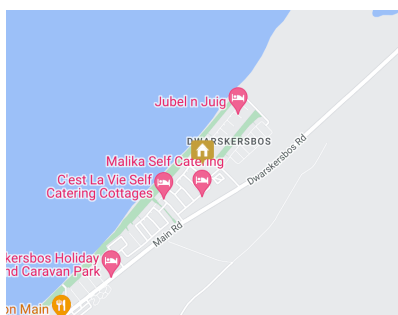 Jubel n Juig
DWARSKERSBOS
Malika Self Catering
C'est La Vie Self
Catering Cottages
Dwarskersbos Rd
Main Rd
kersbos Holiday
nd Caravan Park
on Main